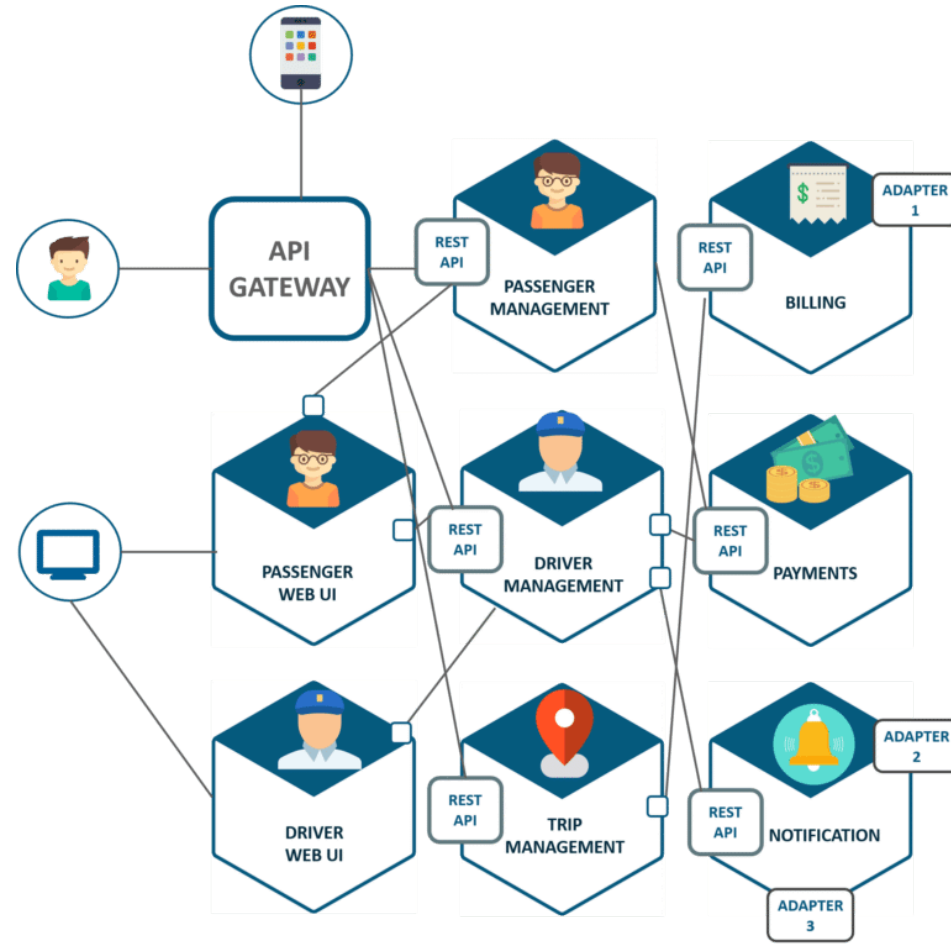 API
GATEWAY
REST
API
PASSENGER
MANAGEMENT
REST
API
BILLING
ADAPTER
1
PASSENGER
WEB UI
REST
API
DRIVER
MANAGEMENT
REST
API
PAYMENTS
DRIVER
WEB UI
REST
API
TRIP
MANAGEMENT
REST
API
NOTIFICATION
ADAPTER
2
ADAPTER
3